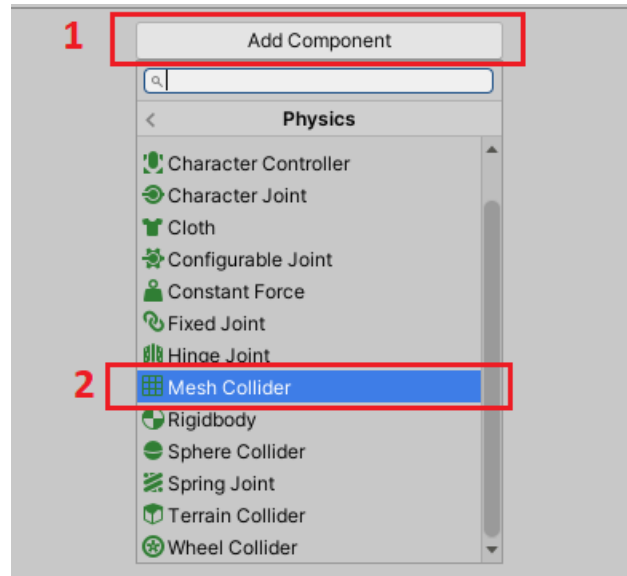 1
Add Component
< Physics
Character Controller
Character Joint
Cloth
Configurable Joint
Constant Force
Fixed Joint
Hinge Joint
2
Mesh Collider
Rigidbody
Sphere Collider
Spring Joint
Terrain Collider
Wheel Collider